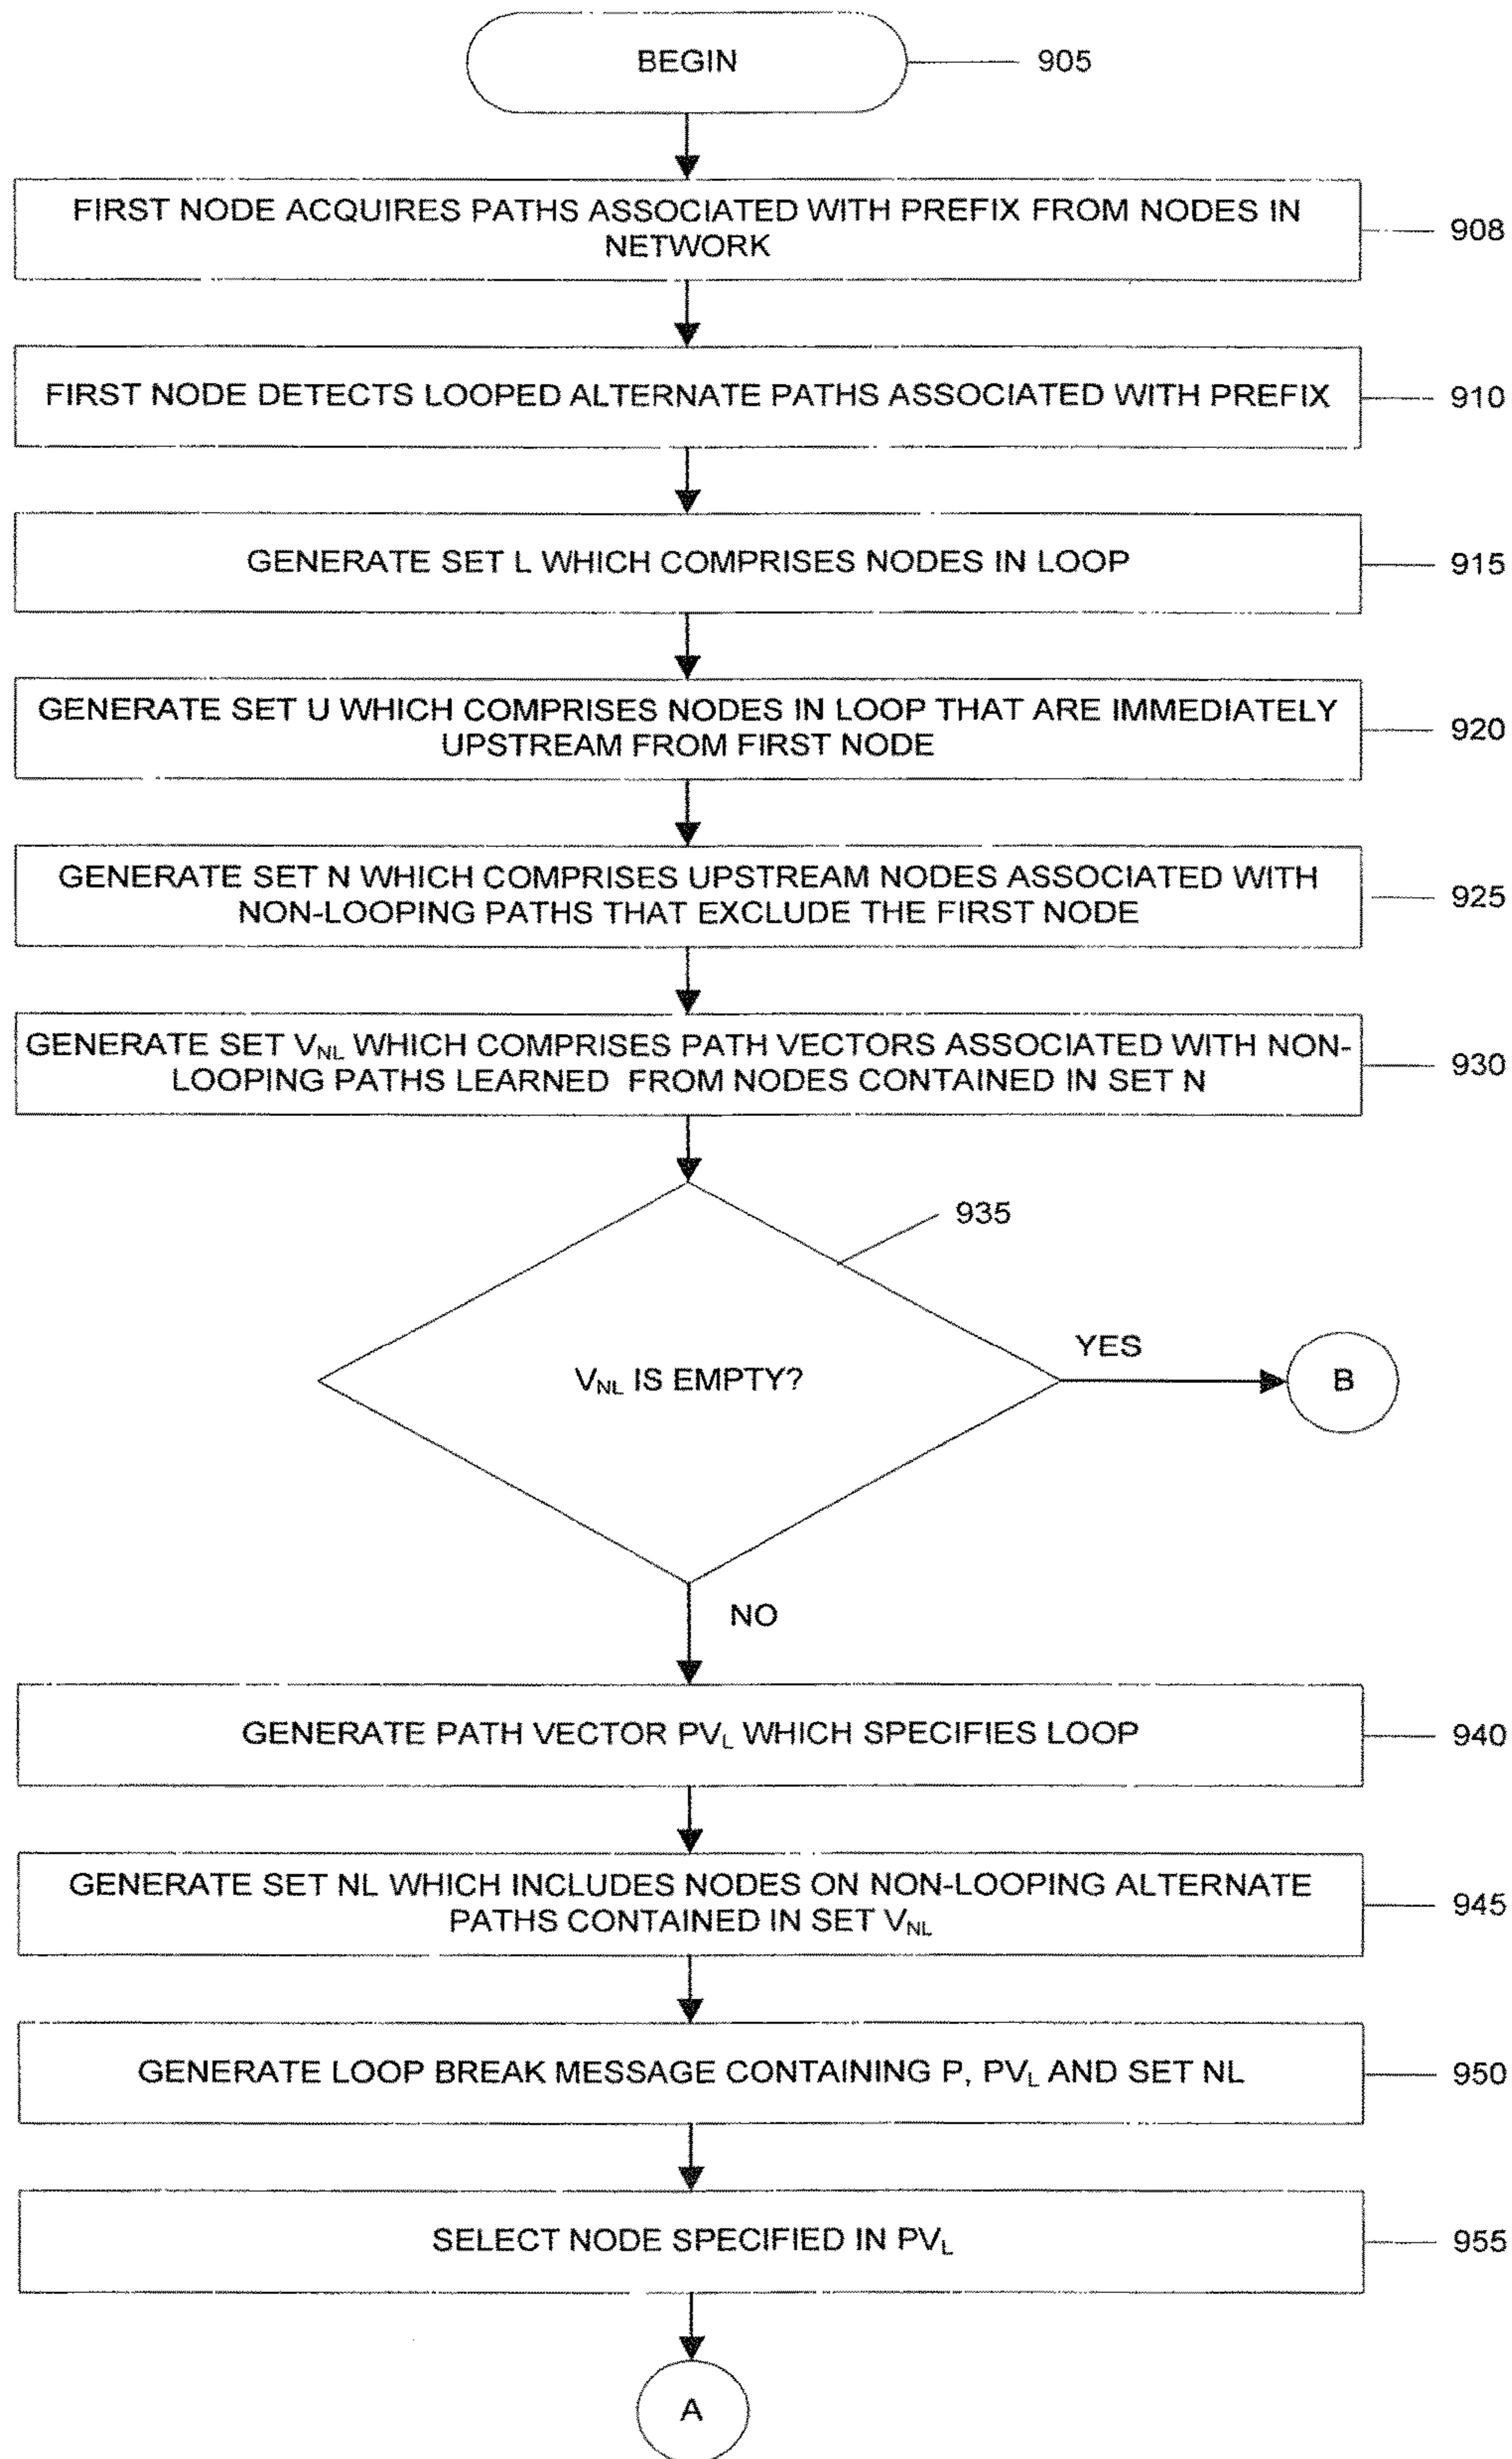 BEGIN
905
FIRST NODE ACQUIRES PATHS ASSOCIATED WITH PREFIX FROM NODES IN
NETWORK
908
FIRST NODE DETECTS LOOPED ALTERNATE PATHS ASSOCIATED WITH PREFIX
910
GENERATE SET L WHICH COMPRISES NODES IN LOOP
915
GENERATE SET U WHICH COMPRISES NODES IN LOOP THAT ARE IMMEDIATELY
UPSTREAM FROM FIRST NODE
920
GENERATE SET N WHICH COMPRISES UPSTREAM NODES ASSOCIATED WITH
NON-LOOPING PATHS THAT EXCLUDE THE FIRST NODE
925
GENERATE SET V_NL WHICH COMPRISES PATH VECTORS ASSOCIATED WITH NON-
LOOPING PATHS LEARNED FROM NODES CONTAINED IN SET N
930
935
V_NL IS EMPTY?
YES
B
NO
GENERATE PATH VECTOR PV_L WHICH SPECIFIES LOOP
940
GENERATE SET NL WHICH INCLUDES NODES ON NON-LOOPING ALTERNATE
PATHS CONTAINED IN SET V_NL
945
GENERATE LOOP BREAK MESSAGE CONTAINING P, PV_L AND SET NL
950
SELECT NODE SPECIFIED IN PV_L
955
A